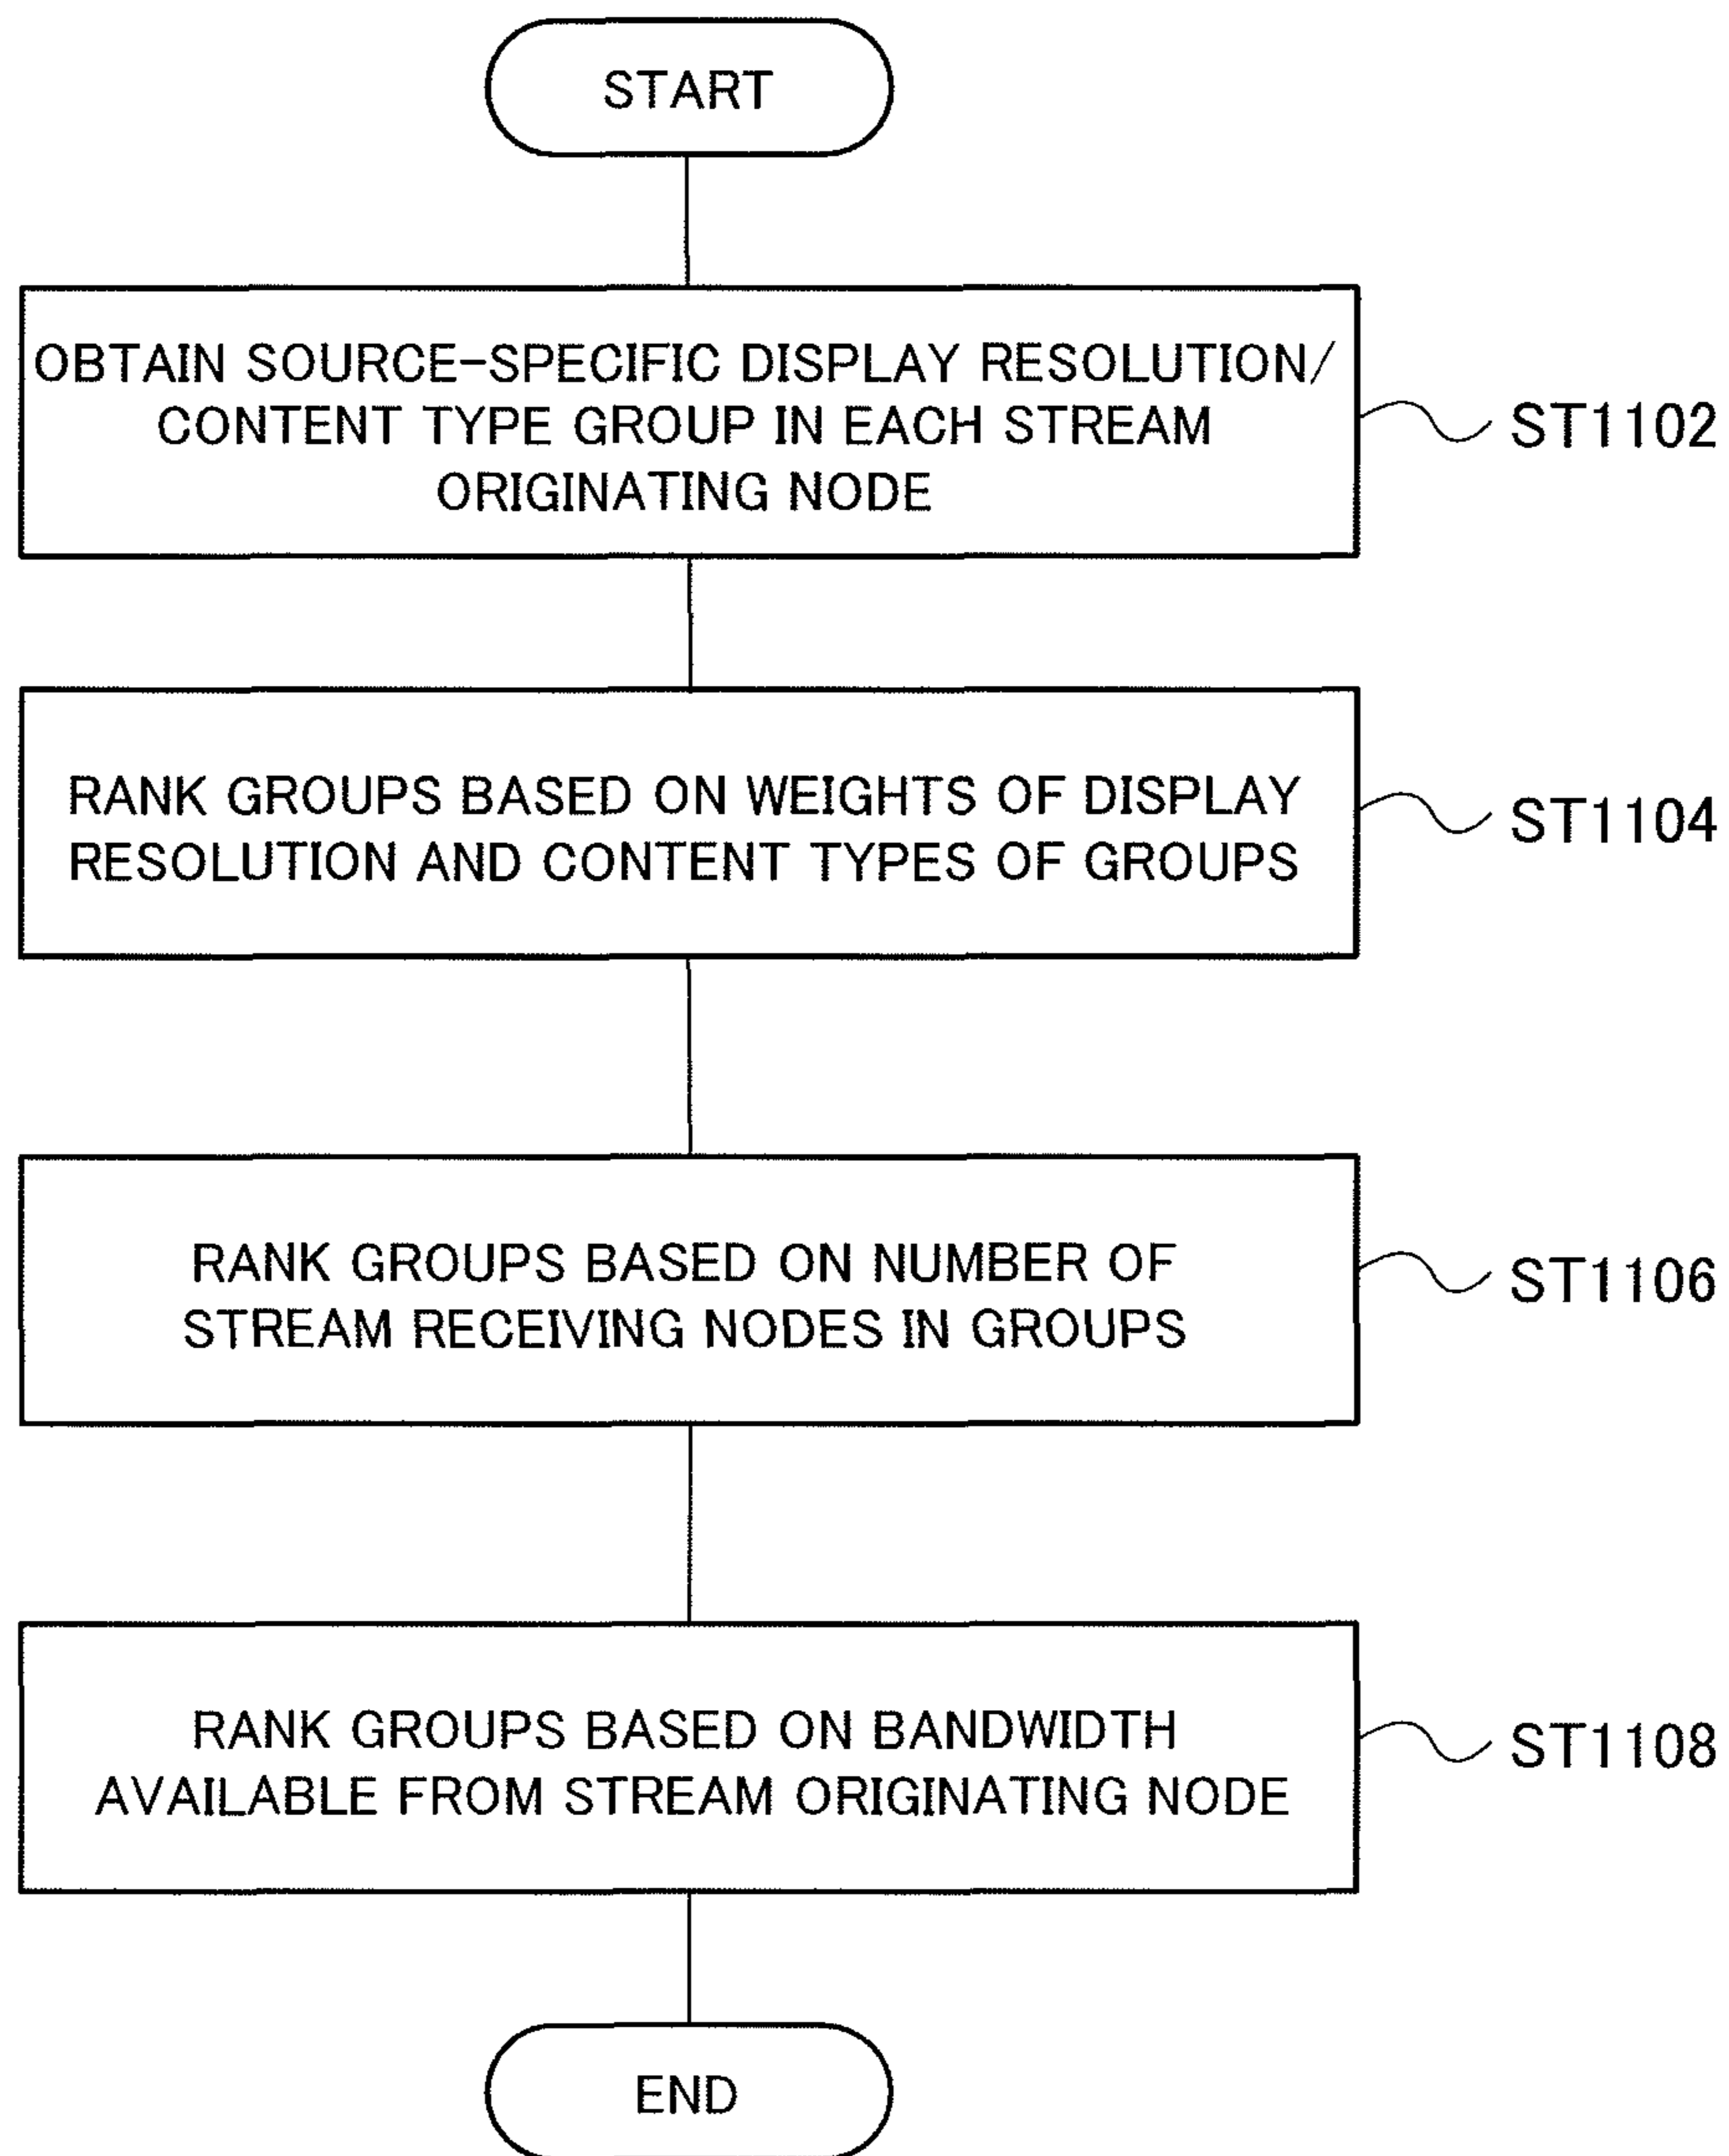 START
OBTAIN SOURCE-SPECIFIC DISPLAY RESOLUTION/
CONTENT TYPE GROUP IN EACH STREAM
ORIGINATING NODE
ST1102
RANK GROUPS BASED ON WEIGHTS OF DISPLAY
RESOLUTION AND CONTENT TYPES OF GROUPS
ST1104
RANK GROUPS BASED ON NUMBER OF
STREAM RECEIVING NODES IN GROUPS
ST1106
RANK GROUPS BASED ON BANDWIDTH
AVAILABLE FROM STREAM ORIGINATING NODE
ST1108
END